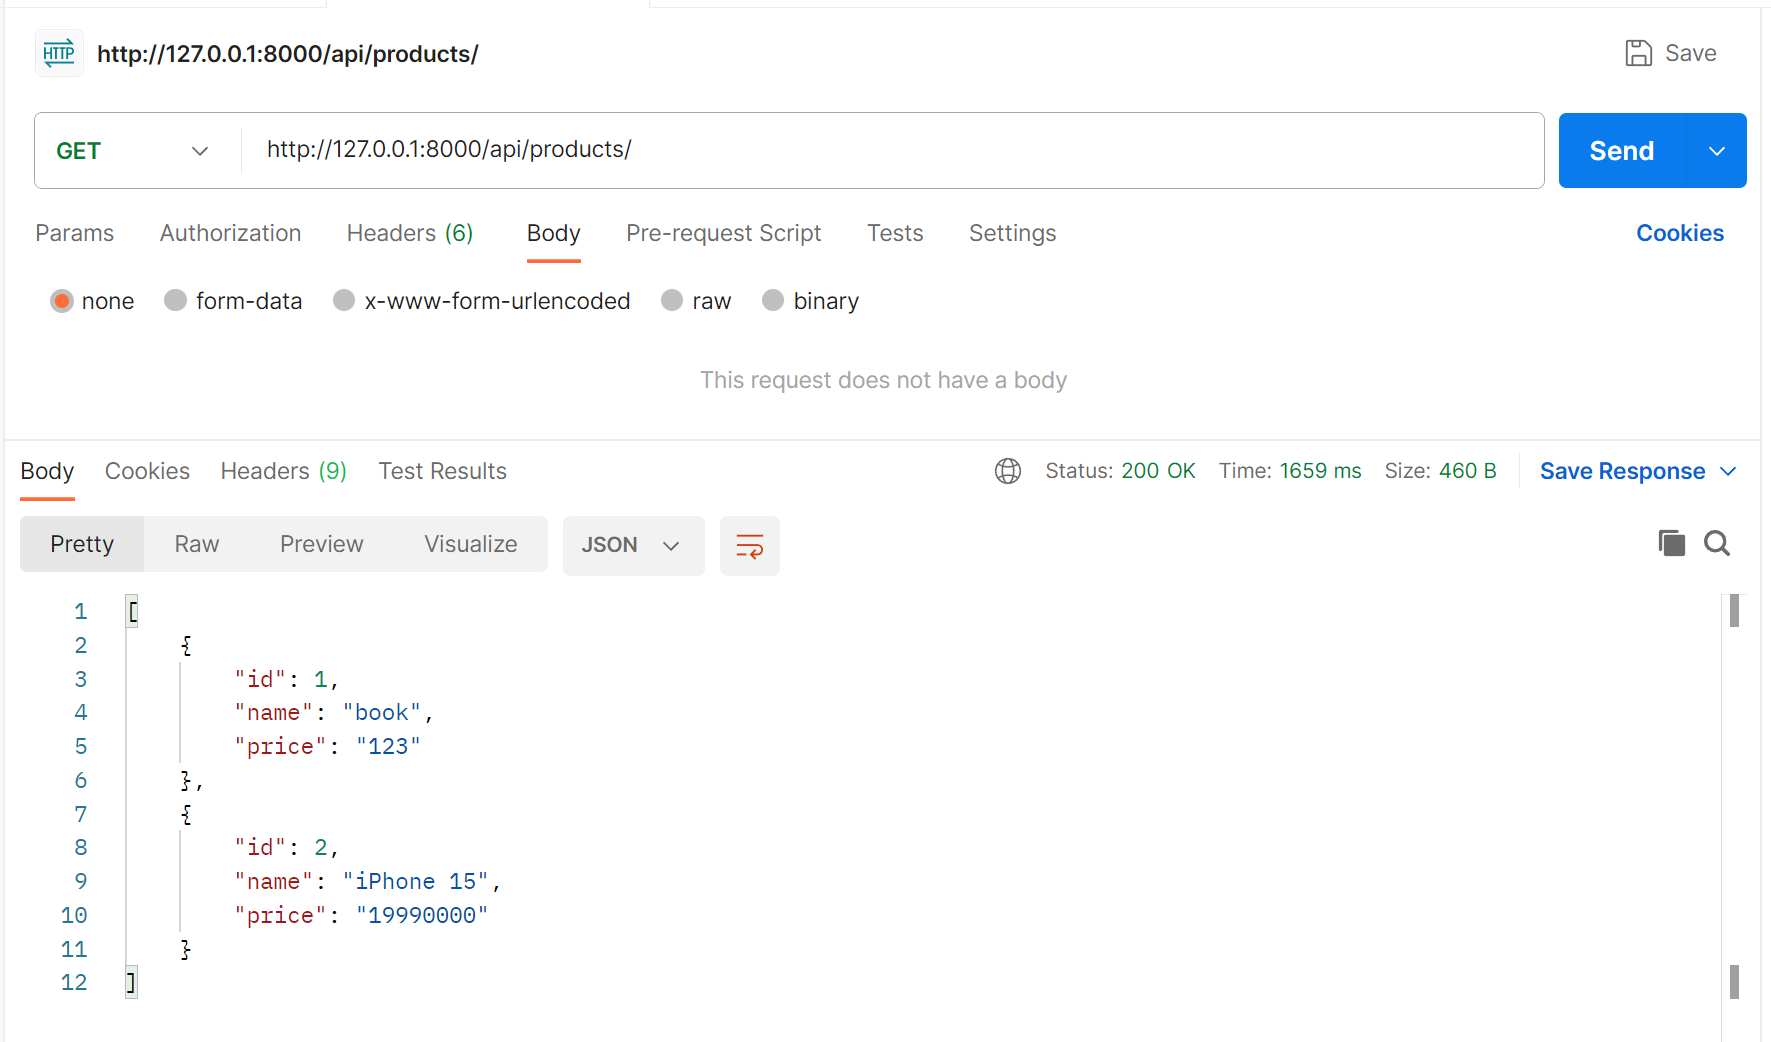 HTTP http://127.0.0.1:8000/api/products/ Save
GET http://127.0.0.1:8000/api/products/ Send
Params Authorization Headers (6) Body Pre-request Script Tests Settings Cookies
none form-data x-www-form-urlencoded raw binary
This request does not have a body
Body Cookies Headers (9) Test Results Status: 200 OK Time: 1659 ms Size: 460 B Save Response
Pretty Raw Preview Visualize JSON
1 [
2 {
3 "id": 1,
4 "name": "book",
5 "price": "123"
6 },
7 {
8 "id": 2,
9 "name": "iPhone 15",
10 "price": "19990000"
11 }
12 ]